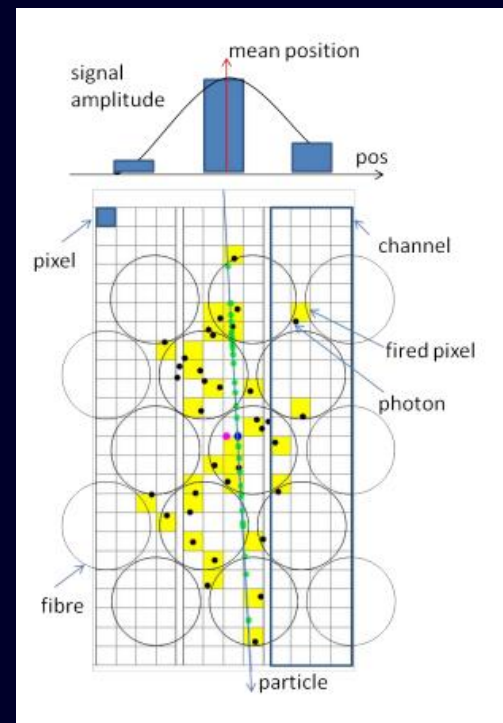 mean position
signal
amplitude
pos
pixel
channel
fired pixel
photon
fibre
particle